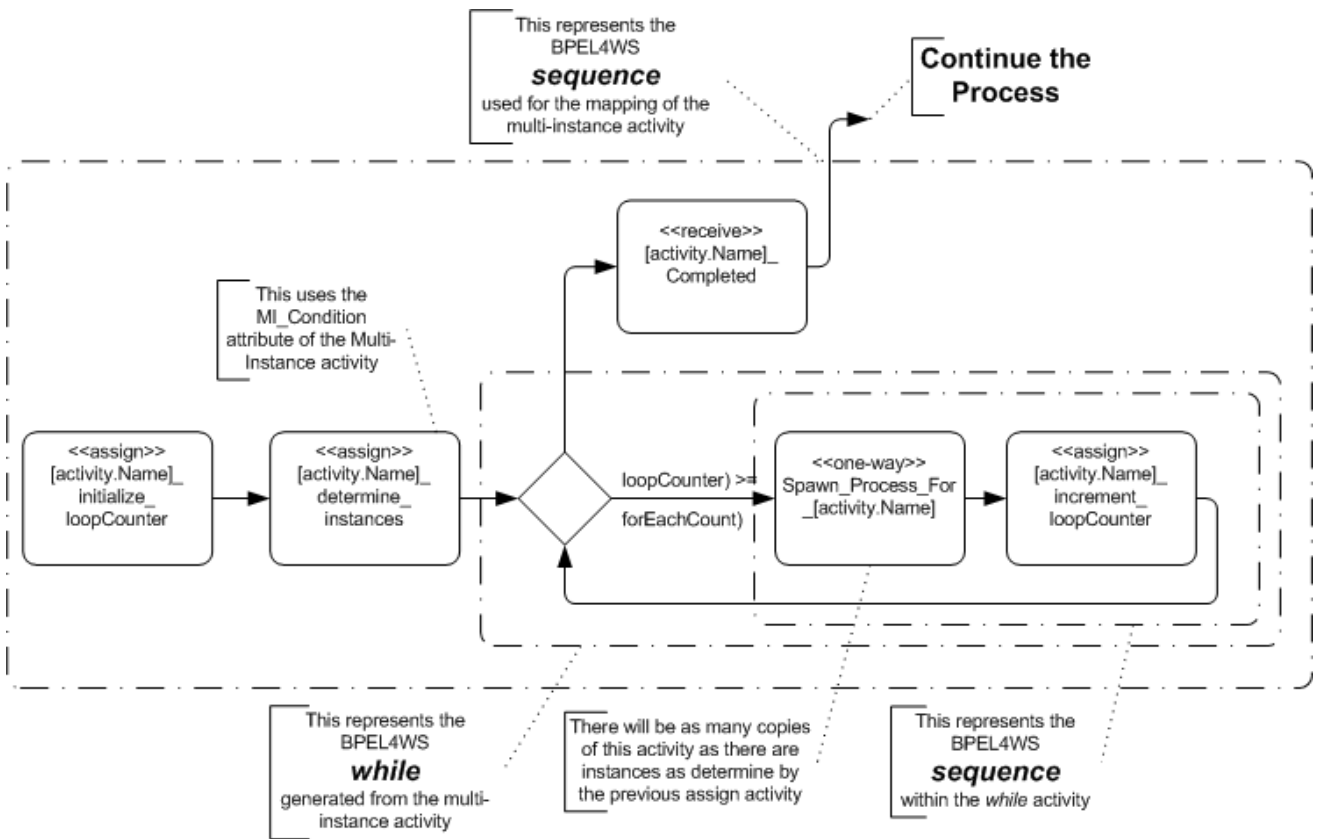 This represents the
BPEL4WS
sequence
used for the mapping of the
multi-instance activity
Continue the
Process
<<receive>>
[activity.Name]_
Completed
This uses the
MI_Condition
attribute of the Multi-
Instance activity
<<assign>>
[activity.Name]_
initialize_
loopCounter
<<assign>>
[activity.Name]_
determine_
instances
loopCounter) >=
forEachCount)
<<one-way>>
Spawn_Process_For
_[activity.Name]
<<assign>>
[activity.Name]_
increment_
loopCounter
This represents the
BPEL4WS
while
generated from the multi-
instance activity
There will be as many copies
of this activity as there are
instances as determine by
the previous assign activity
This represents the
BPEL4WS
sequence
within the while activity